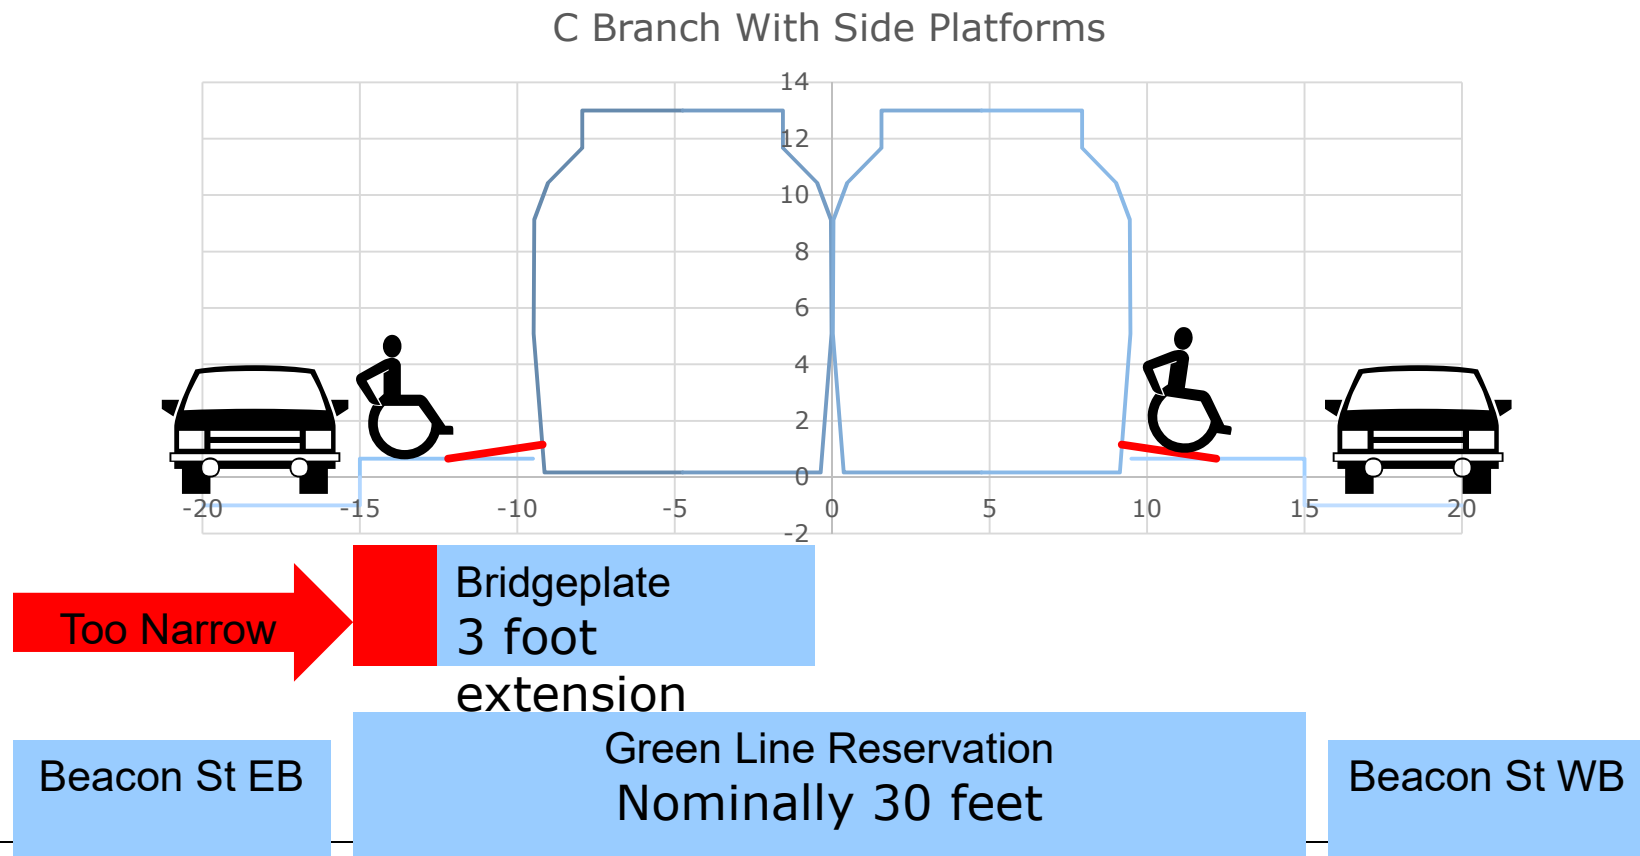 C Branch With Side Platforms
14
12
10
8
6
4
2
0
-20 -15 -10 -5 0 5 10 15 20
-2
Bridgeplate
3 foot
extension
Too Narrow
Green Line Reservation
Nominally 30 feet
Beacon St EB
Beacon St WB